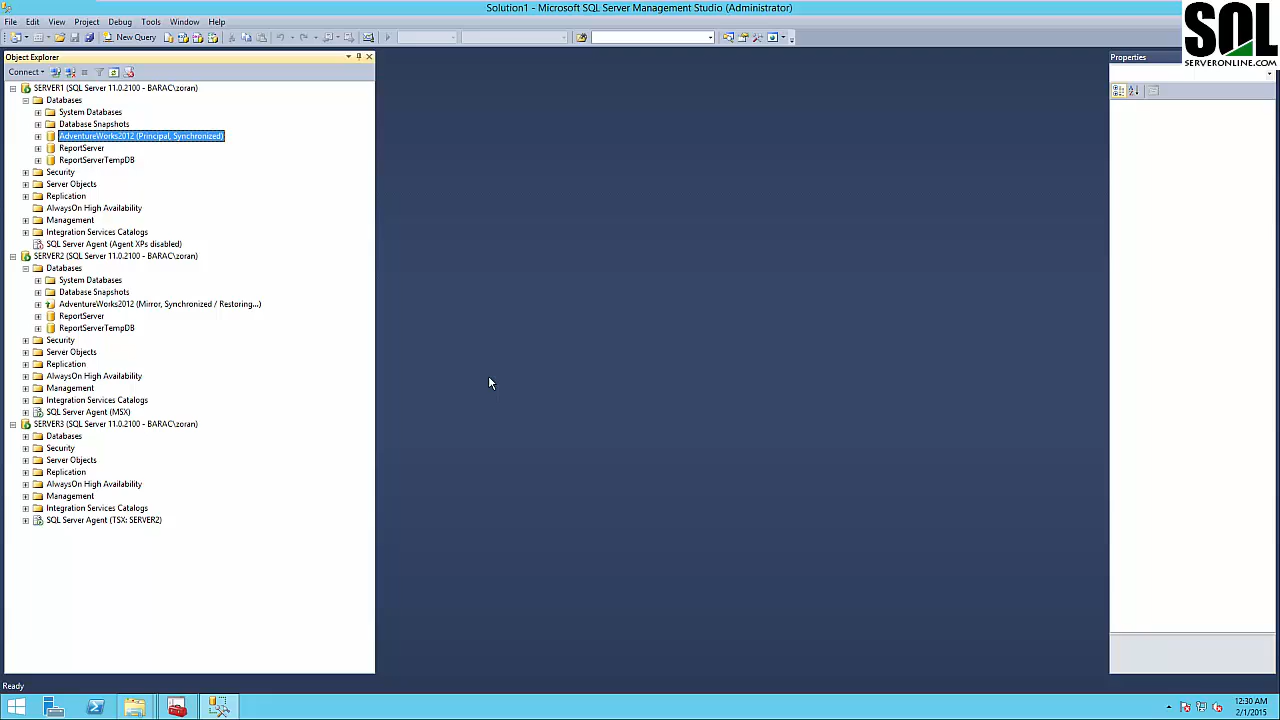 Solution1 - Microsoft SQL Server Management Studio (Administrator)
SQL
SERVERONLINE.COM
File Edit View Project Debug Tools Window Help
New Query
Object Explorer
Properties
Connect
SERVER1 (SQL Server 11.0.2100 - BARAC\zoran)
Databases
System Databases
Database Snapshots
AdventureWorks2012 (Principal, Synchronized)
ReportServer
ReportServerTempDB
Security
Server Objects
Replication
AlwaysOn High Availability
Management
Integration Services Catalogs
SQL Server Agent (Agent XPs disabled)
SERVER2 (SQL Server 11.0.2100 - BARAC\zoran)
Databases
System Databases
Database Snapshots
AdventureWorks2012 (Mirror, Synchronized / Restoring...)
ReportServer
ReportServerTempDB
Security
Server Objects
Replication
AlwaysOn High Availability
Management
Integration Services Catalogs
SQL Server Agent (MSX)
SERVER3 (SQL Server 11.0.2100 - BARAC\zoran)
Databases
Security
Server Objects
Replication
AlwaysOn High Availability
Management
Integration Services Catalogs
SQL Server Agent (TSX: SERVER2)
Ready
12:30 AM
2/1/2015